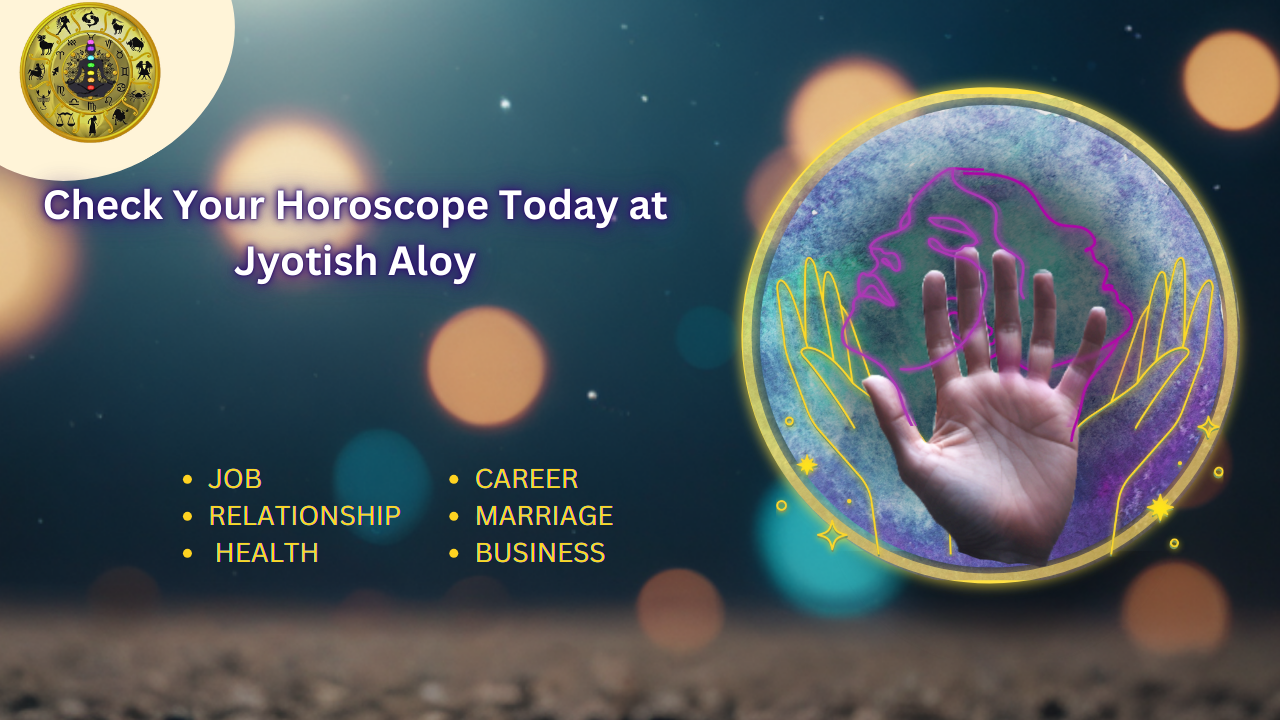 Check Your Horoscope Today at
Jyotish Aloy
JOB
RELATIONSHIP
HEALTH
CAREER
MARRIAGE
BUSINESS